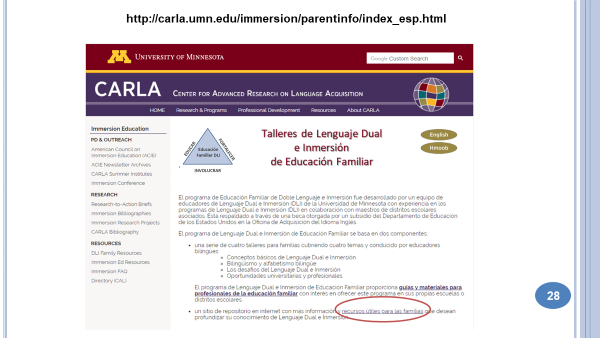 http://carla.umn.edu/immersion/parentinfo/index_esp.html
UNIVERSITY OF MINNESOTA
Google Custom Search
CARLA CENTER FOR ADVANCED RESEARCH ON LANGUAGE ACQUISITION
HOME Research & Programs Professional Development Resources About CARLA
Immersion Education
PD & OUTREACH
American Council on
Immersion Education (ACIE)
ACIE Newsletter Archives
CARLA Summer Institutes
Immersion Conference
RESEARCH
Research-to-Action Briefs
Immersion Bibliographies
Immersion Research Projects
CARLA Bibliography
RESOURCES
DLI Family Resources
Immersion Ed Resources
Immersion FAQ
Directory (CAL)
EDUCAR
FORTALECER
Educación
Familiar DLI
INVOLUCRAR
Talleres de Lenguaje Dual
e Inmersión
de Educación Familiar
English
Hmoob
El programa de Educación Familiar de Doble Lenguaje e Inmersión fue desarrollado por un equipo de
educadores de Lenguaje Dual e Inmersión (DLI) de la Universidad de Minnesota con experiencia en los
programas de Lenguaje Dual e Inmersión (DLI) en colaboración con maestros de distritos escolares
asociados. Está respaldado a través de una beca otorgada por un subsidio del Departamento de Educación
de los Estados Unidos en la Oficina de Adquisición del Idioma Inglés.
El programa de Lenguaje Dual e Inmersión de Educación Familiar se basa en dos componentes:
• una serie de cuatro talleres para familias cubriendo cuatro temas y conducido por educadores
bilingües
Conceptos básicos de Lenguaje Dual e Inmersión
Bilingüismo y alfabetismo bilingüe
Los desafíos del Lenguaje Dual e Inmersión
Oportunidades universitarias y profesionales
El programa de Lenguaje Dual e Inmersión de Educación Familiar proporciona guías y materiales para
profesionales de la educación familiar con interés en ofrecer este programa en sus propias escuelas o
distritos escolares.
• un sitio de repositorio en internet con más información y recursos útiles para las familias que desean
profundizar su conocimiento de Lenguaje Dual e Inmersión
28